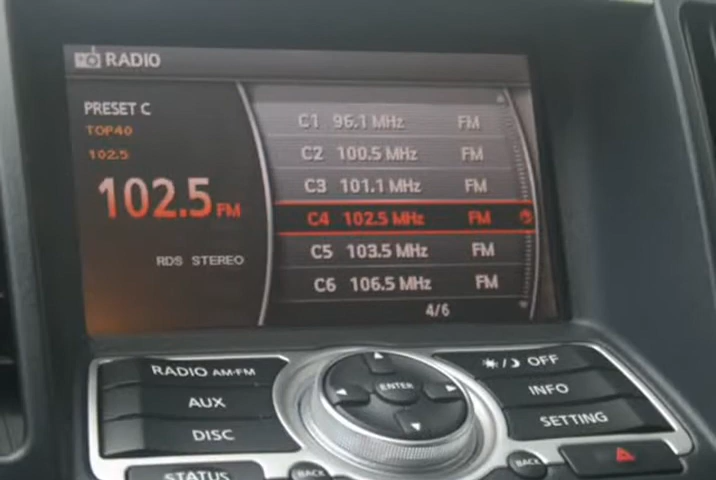 RADIO
PRESET C
TOP40
102.5
102.5 FM
RDS STEREO
C1 96.1 MHz FM
C2 100.5 MHz FM
C3 101.1 MHz FM
C4 102.5 MHz FM
C5 103.5 MHz FM
C6 106.5 MHz FM
4/6
RADIO AM·FM
AUX
DISC
STATUS
BACK
ENTER
/ OFF
INFO
SETTING
BACK